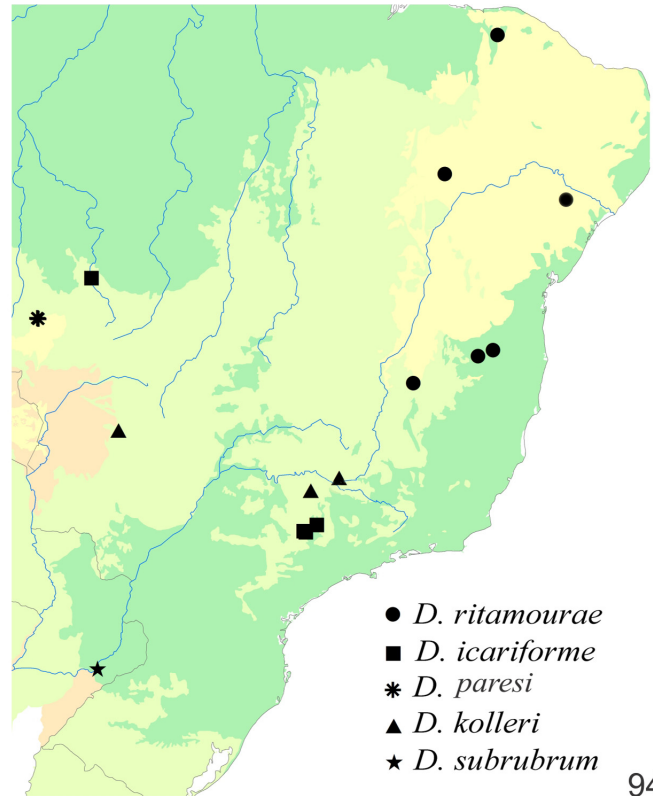 D. ritamourae
D. icariforme
D. paresi
D. kolleri
D. subrubrum
94